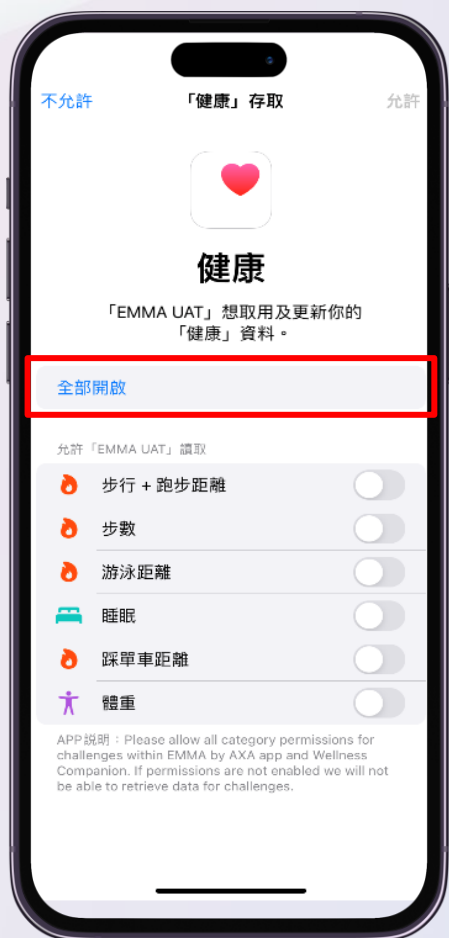 不允許 「健康」存取 允許
健康
「EMMA UAT」想取用及更新你的
「健康」資料。
全部開啟
允許「EMMA UAT」讀取
步行 + 跑步距離
步數
游泳距離
睡眠
踩單車距離
體重
APP説明：Please allow all category permissions for
challenges within EMMA by AXA app and Wellness
Companion. If permissions are not enabled we will not
be able to retrieve data for challenges.